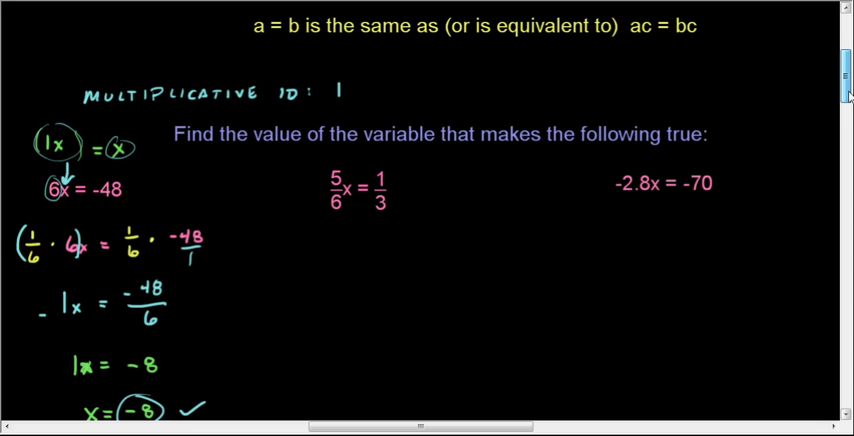 a = b is the same as (or is equivalent to) ac = bc
MULTIPLICATIVE ID: 1
1x = x
Find the value of the variable that makes the following true:
6x = -48
5/6 x = 1/3
-2.8x = -70
(1/6 · 6)x = 1/6 · -48/1
- 1x = -48/6
1x = -8
x = -8 ✓